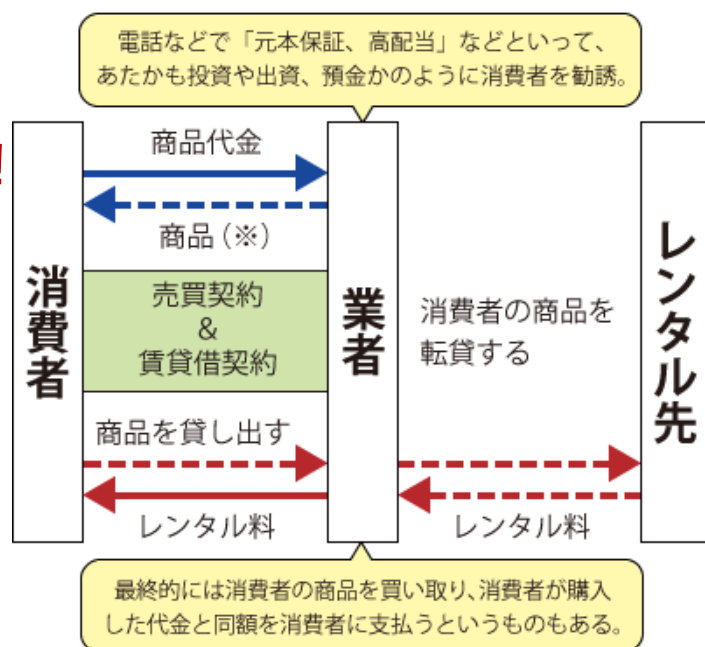 電話などで「元本保証、高配当」などといって、
あたかも投資や出資、預金かのように消費者を勧誘。
!
消費者
商品代金
商品(※)
売買契約
&
賃貸借契約
商品を貸し出す
レンタル料
業者
消費者の商品を
転貸する
レンタル料
レンタル先
最終的には消費者の商品を買い取り、消費者が購入
した代金と同額を消費者に支払うというものもある。